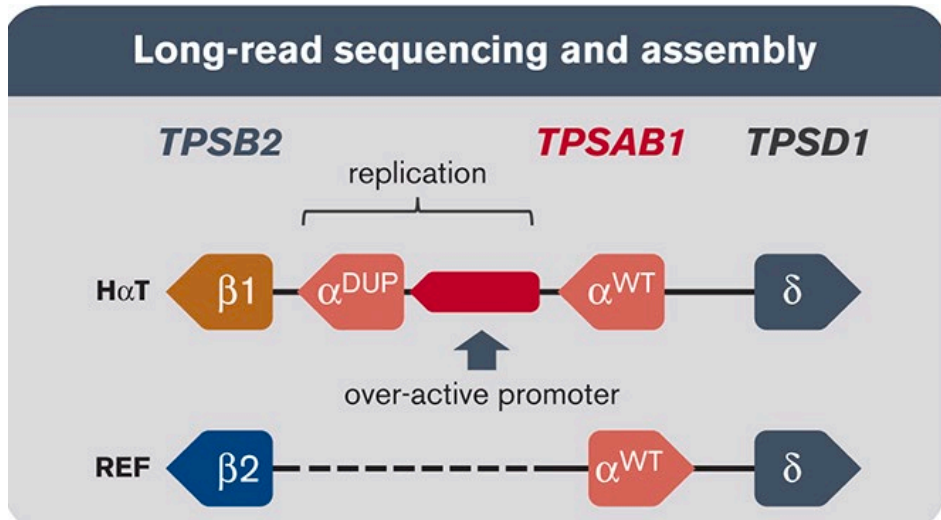 Long-read sequencing and assembly
TPSB2 TPSAB1 TPSD1
replication
HαT β1 αDUP αWT δ
over-active promoter
REF β2 αWT δ